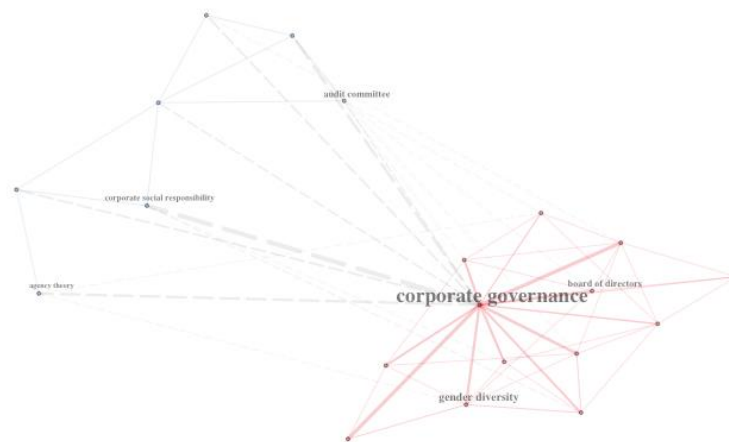 audit committee
corporate social responsibility
agency theory
board of directors
corporate governance
gender diversity